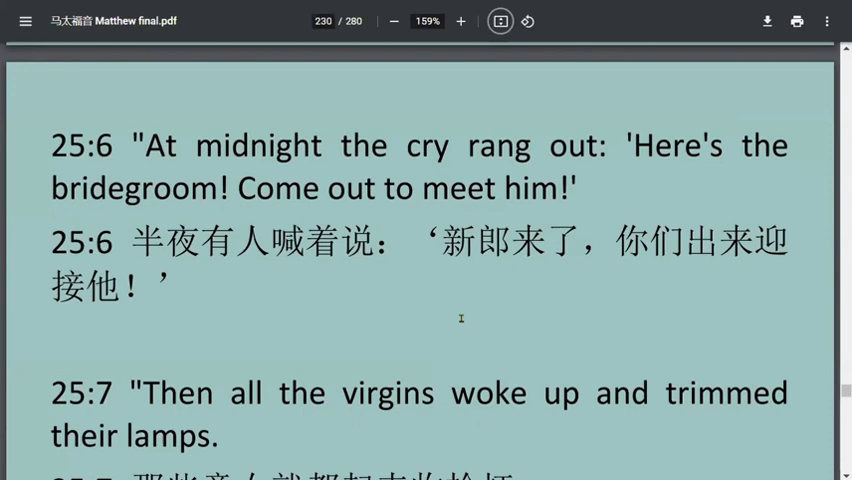 马太福音 Matthew final.pdf
230 / 280
159%
25:6 "At midnight the cry rang out: 'Here's the
bridegroom! Come out to meet him!'
25:6 半夜有人喊着说：‘新郎来了，你们出来迎
接他！’
25:7 "Then all the virgins woke up and trimmed
their lamps.